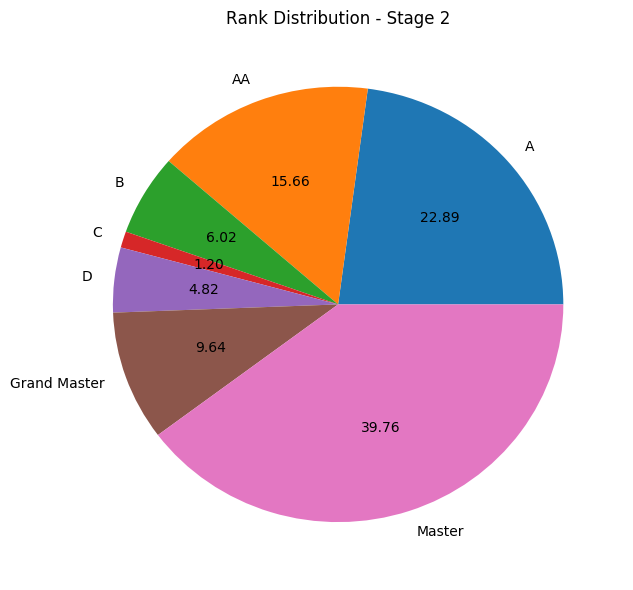 Rank Distribution - Stage 2
AA
A
15.66
B
22.89
C
6.02
1.20
D
4.82
9.64
Grand Master
39.76
Master